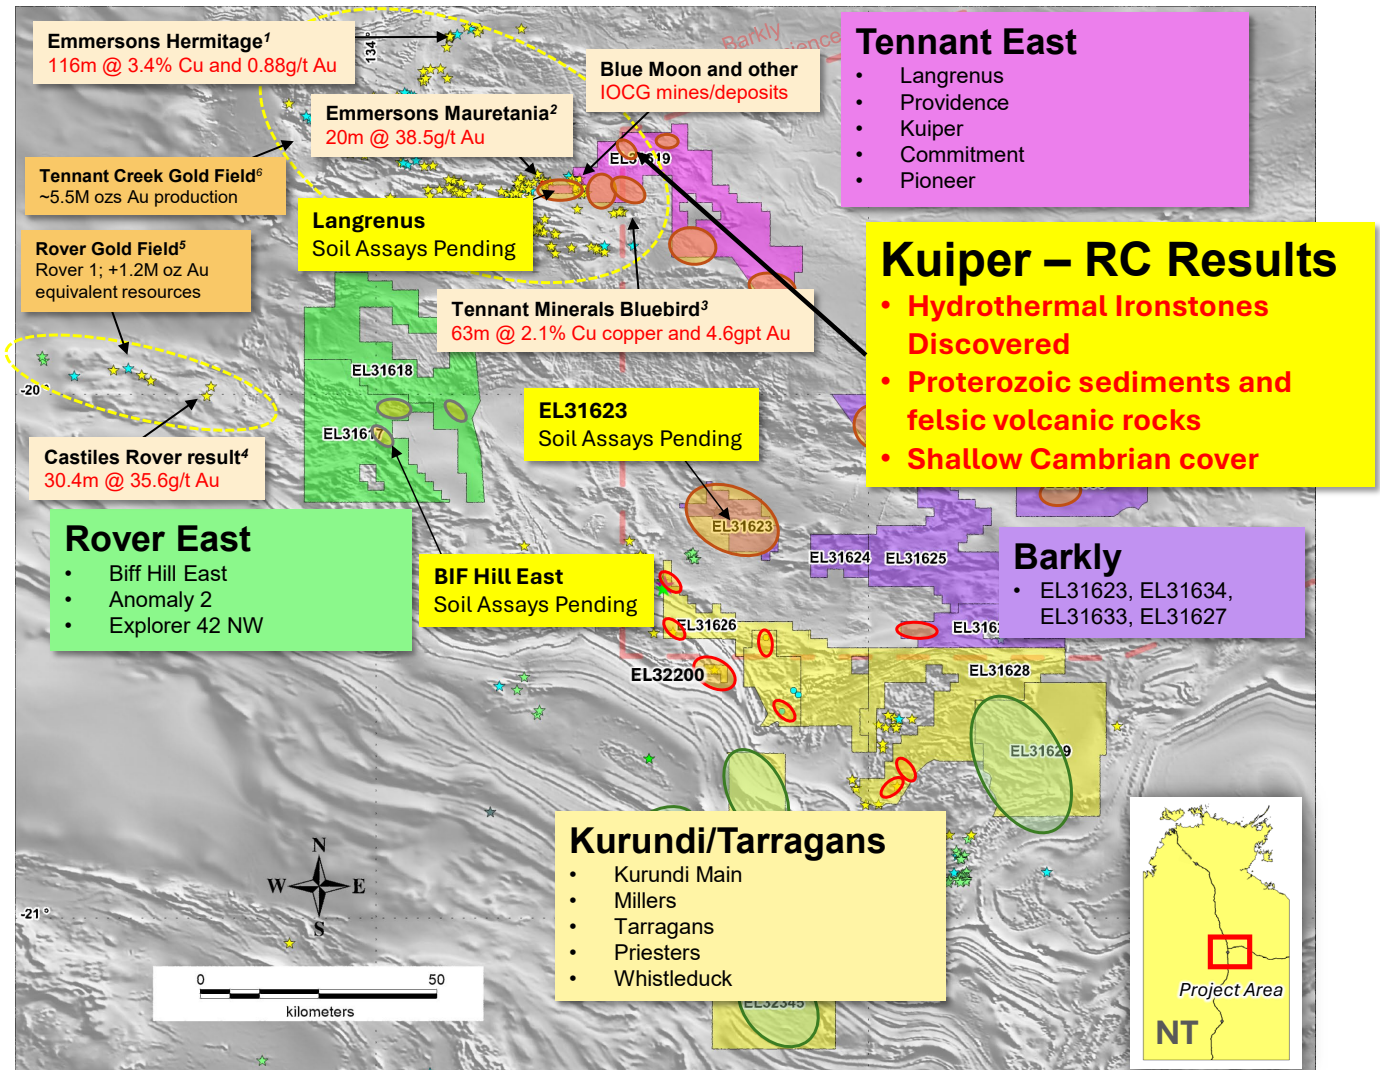 Emmersons Hermitage1
116m @ 3.4% Cu and 0.88g/t Au
134 °
Barkly
Blue Moon and other
IOCG mines/deposits
Emmersons Mauretania2
20m @ 38.5g/t Au
Tennant East
• Langrenus
• Providence
• Kuiper
• Commitment
• Pioneer
Tennant Creek Gold Field6
~5.5M ozs Au production
Langrenus
Soil Assays Pending
Rover Gold Field5
Rover 1; +1.2M oz Au
equivalent resources
Tennant Minerals Bluebird3
63m @ 2.1% Cu copper and 4.6gpt Au
Kuiper – RC Results
• Hydrothermal Ironstones
Discovered
• Proterozoic sediments and
felsic volcanic rocks
• Shallow Cambrian cover
EL31618
-20 °
EL31623
Soil Assays Pending
Castiles Rover result4
30.4m @ 35.6g/t Au
EL31617
EL31623
Rover East
• Biff Hill East
• Anomaly 2
• Explorer 42 NW
BIF Hill East
Soil Assays Pending
EL31624
EL31625
Barkly
• EL31623, EL31634,
EL31633, EL31627
EL31626
EL32200
EL31628
EL31629
Kurundi/Tarragans
• Kurundi Main
• Millers
• Tarragans
• Priesters
• Whistleduck
N
W E
S
-21 °
0 50
kilometers
EL32345
Project Area
NT